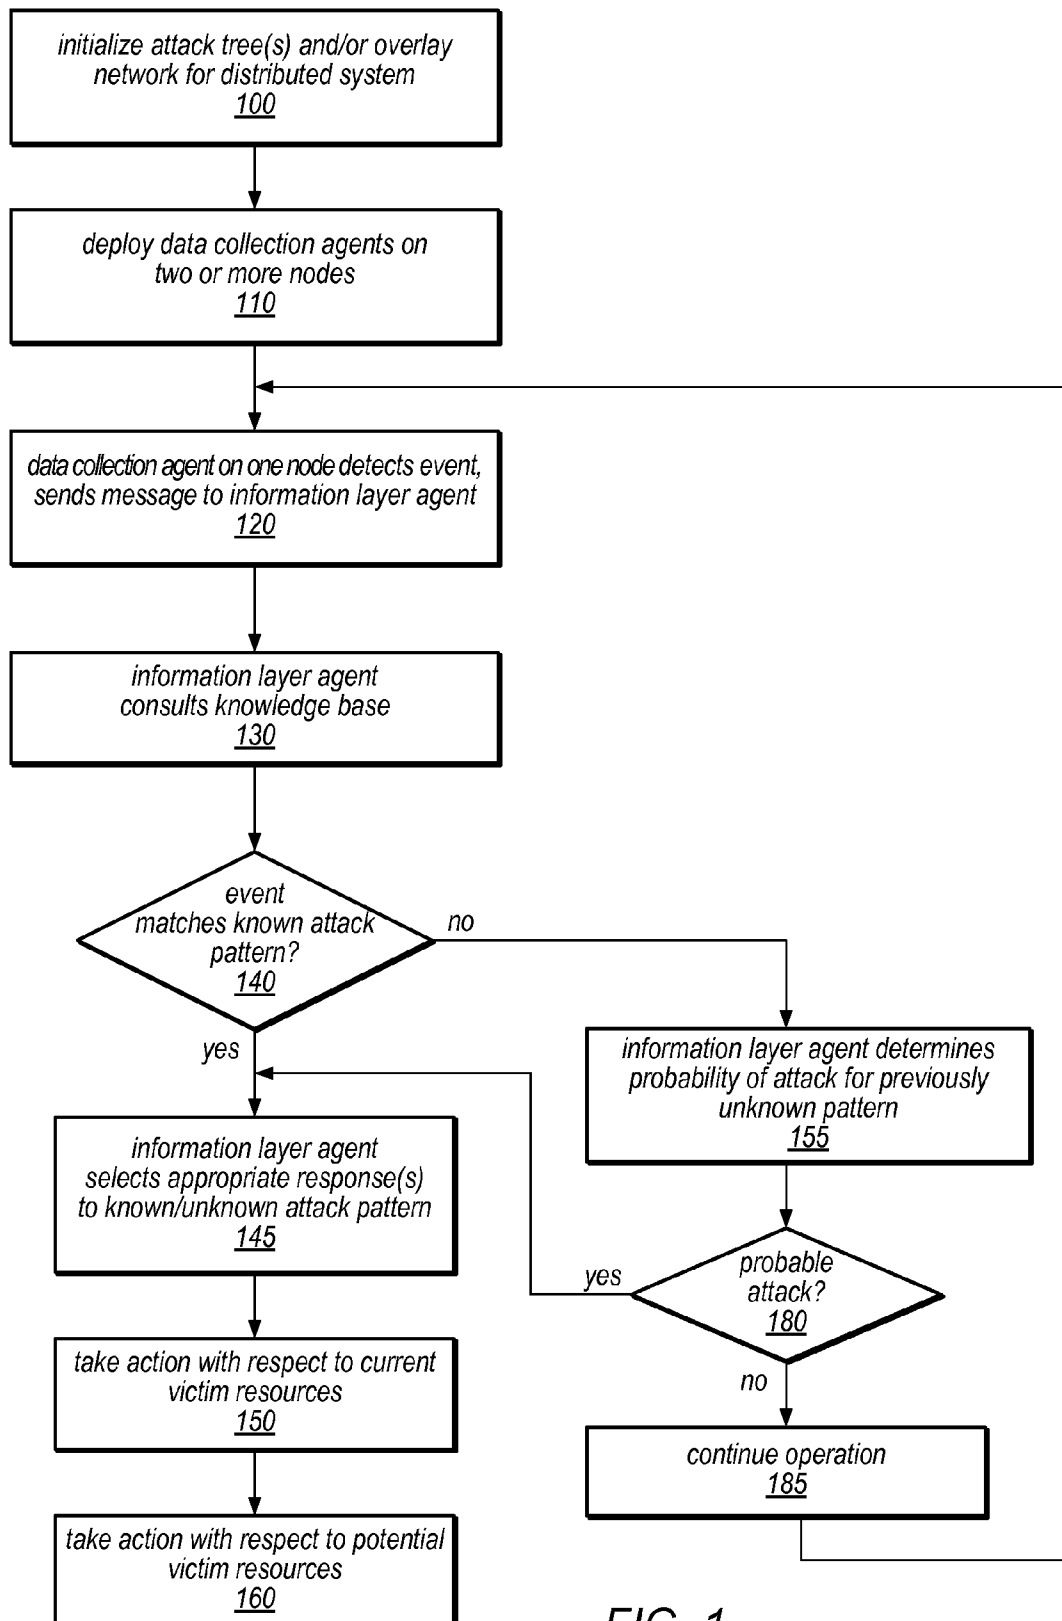 initialize attack tree(s) and/or overlay
network for distributed system
100
deploy data collection agents on
two or more nodes
110
data collection agent on one node detects event,
sends message to information layer agent
120
information layer agent
consults knowledge base
130
event
matches known attack
pattern?
140
no
yes
information layer agent determines
probability of attack for previously
unknown pattern
155
information layer agent
selects appropriate response(s)
to known/unknown attack pattern
145
probable
attack?
180
yes
no
take action with respect to current
victim resources
150
continue operation
185
take action with respect to potential
victim resources
160
FIG. 1